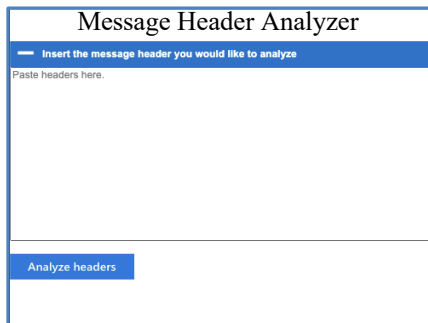 Message Header Analyzer
Insert the message header you would like to analyze
Paste headers here.
Analyze headers